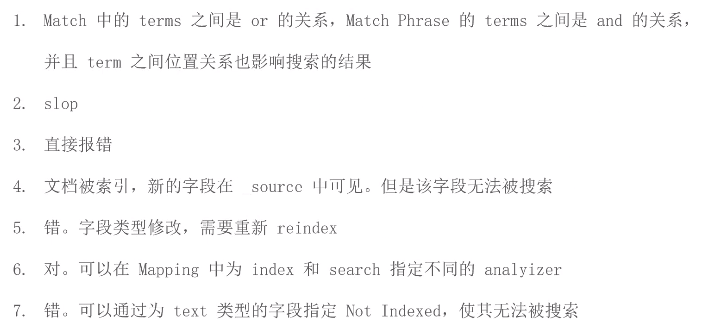 1. Match 中的 terms 之间是 or 的关系，Match Phrase 的 terms 之间是 and 的关系，
并且 term 之间位置关系也影响搜索的结果
2. slop
3. 直接报错
4. 文档被索引，新的字段在 _source 中可见。但是该字段无法被搜索
5. 错。字段类型修改，需要重新 reindex
6. 对。可以在 Mapping 中为 index 和 search 指定不同的 analyizer
7. 错。可以通过为 text 类型的字段指定 Not Indexed，使其无法被搜索